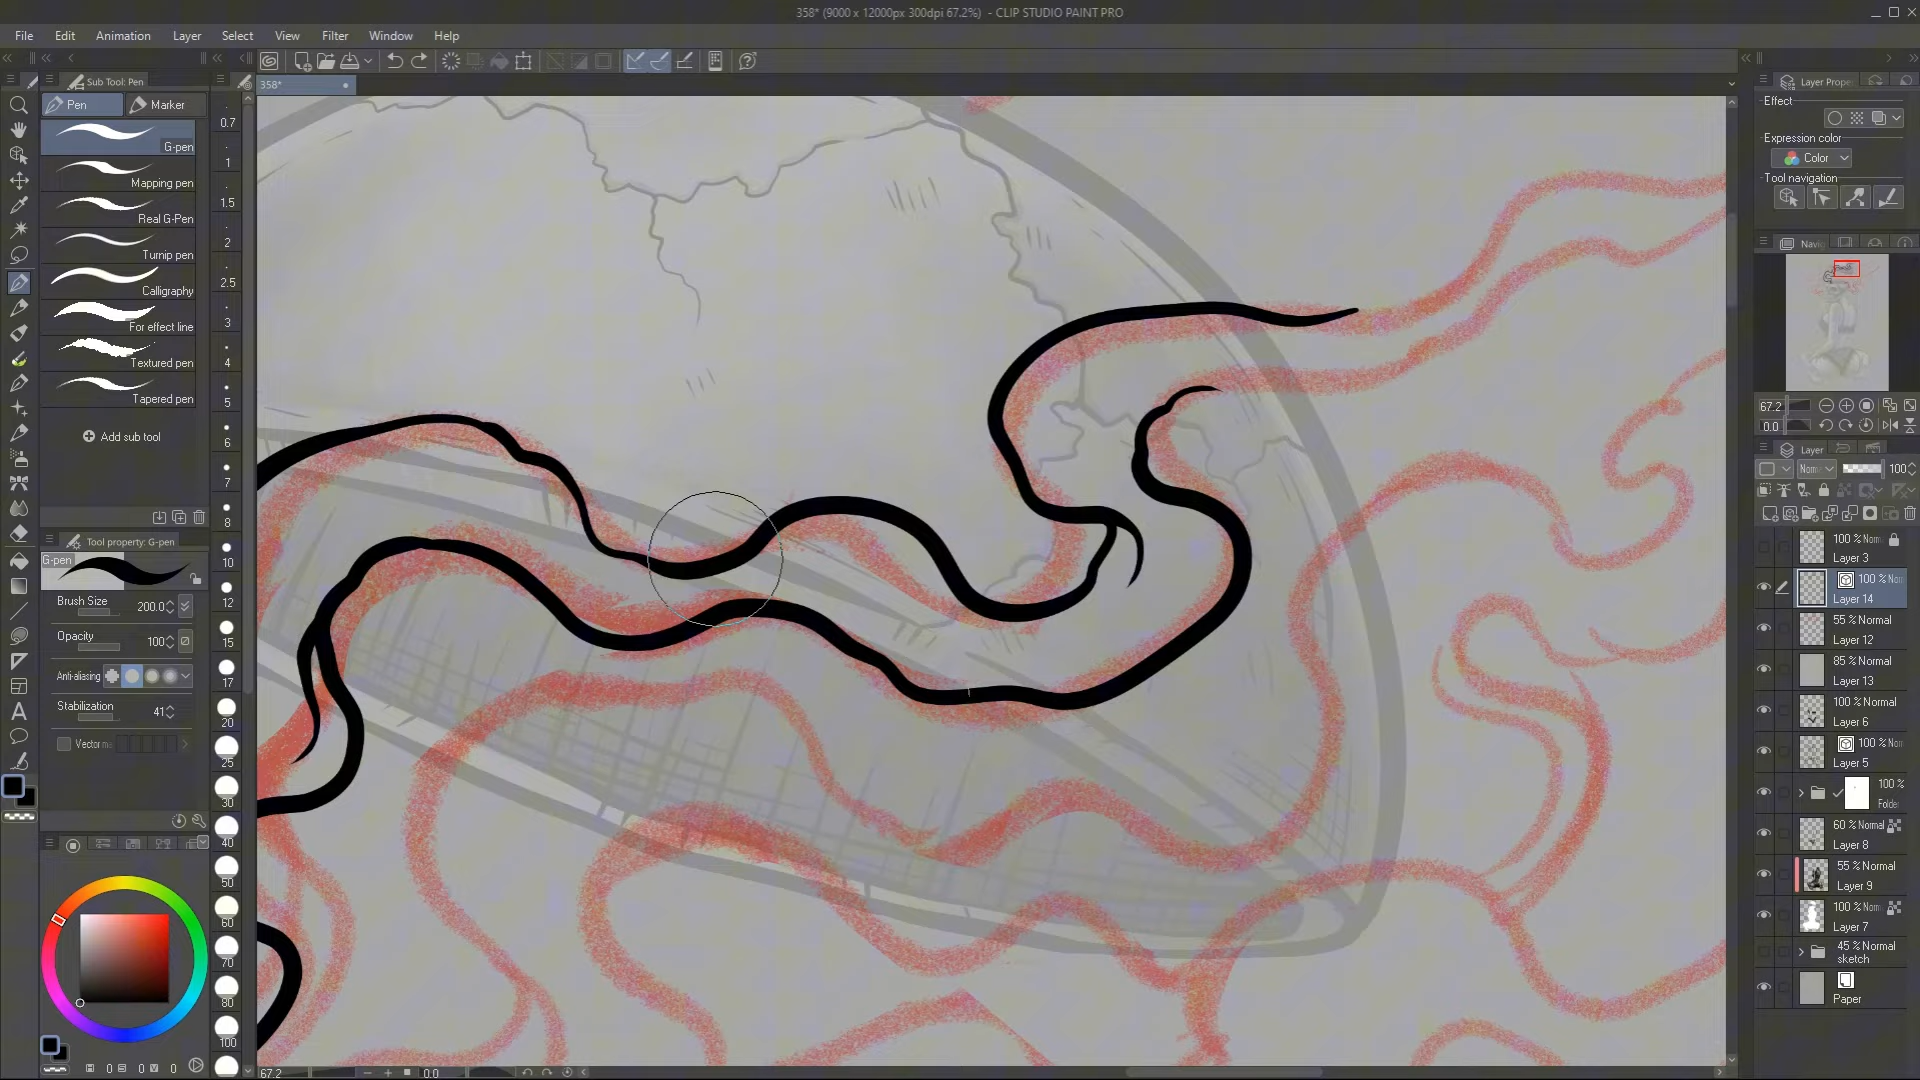 358* (9000 x 12000px 300dpi 67.2%) - CLIP STUDIO PAINT PRO
File Edit Animation Layer Select View Filter Window Help
Sub Tool: Pen
Pen Marker
G-pen
Mapping pen
Real G-Pen
Turnip pen
Calligraphy
For effect line
Textured pen
Tapered pen
Add sub tool
Tool property: G-pen
G-pen
Brush Size 200.0
Opacity 100
Anti-aliasing
Stabilization 41
0 0 0
358*
0.7
1
1.5
2
2.5
3
4
5
6
7
8
10
12
15
17
20
25
30
40
50
60
70
80
100
67.2 0.0
Layer Prope
Effect
Expression color
Color
Tool navigation
Navi
67.2
0.0
Layer
Norm 100
100 % Norm
Layer 3
100 % Nor
Layer 14
55 % Normal
Layer 12
85 % Normal
Layer 13
100 % Normal
Layer 6
100 % Nor
Layer 5
100 %
Folde
60 % Normal
Layer 8
55 % Normal
Layer 9
100 % Norm
Layer 7
45 % Normal
sketch
Paper